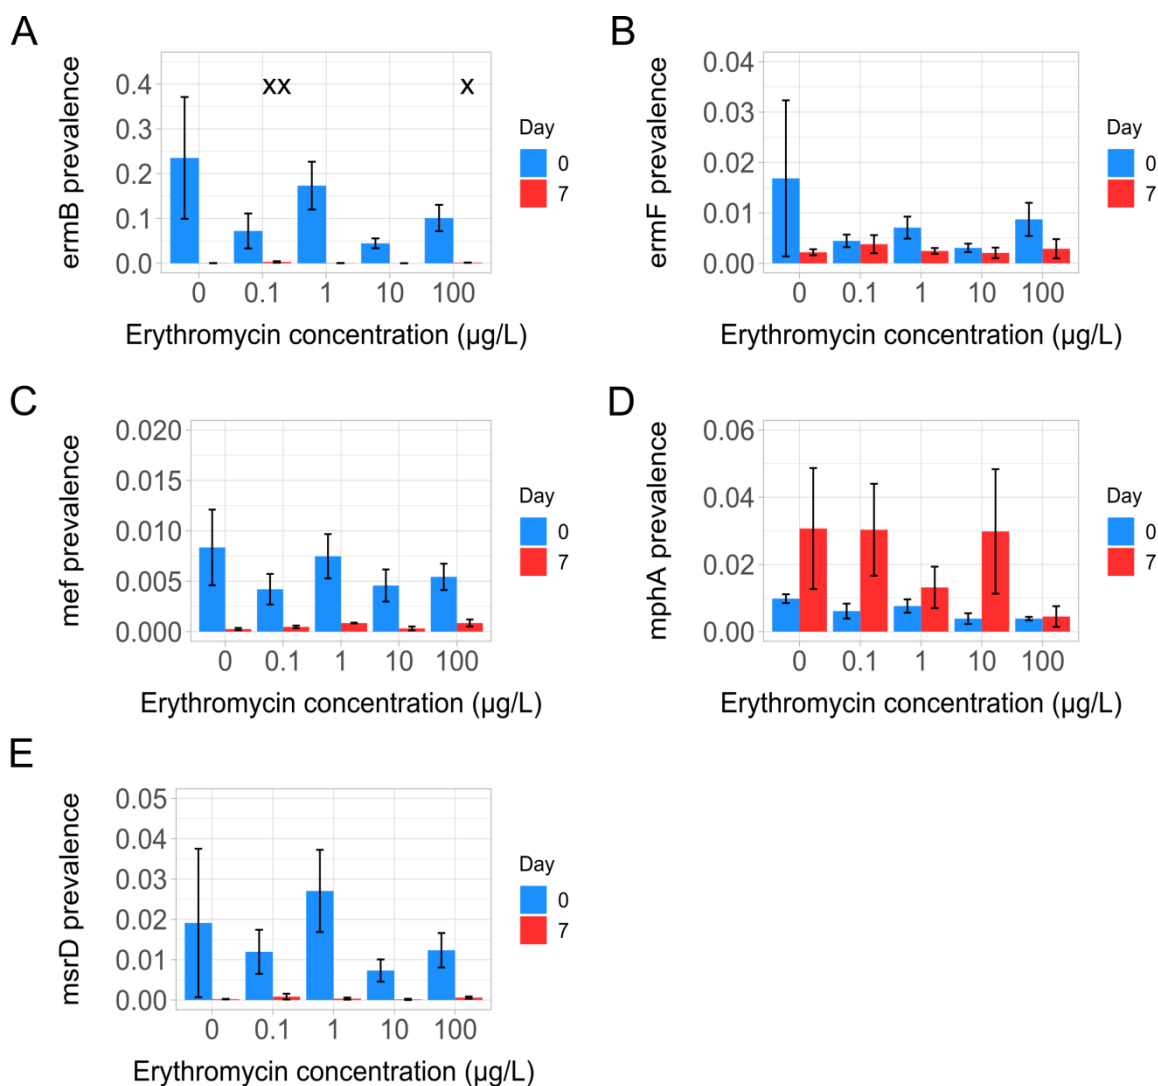 A
ermB prevalence
0.4
0.3
0.2
0.1
0.0
xx
x
0 0.1 1 10 100
Erythromycin concentration (µg/L)
Day
0
7
B
ermF prevalence
0.04
0.03
0.02
0.01
0.00
0 0.1 1 10 100
Erythromycin concentration (µg/L)
Day
0
7
C
mef prevalence
0.020
0.015
0.010
0.005
0.000
0 0.1 1 10 100
Erythromycin concentration (µg/L)
Day
0
7
D
mphA prevalence
0.06
0.04
0.02
0.00
0 0.1 1 10 100
Erythromycin concentration (µg/L)
Day
0
7
E
msrD prevalence
0.05
0.04
0.03
0.02
0.01
0.00
0 0.1 1 10 100
Erythromycin concentration (µg/L)
Day
0
7